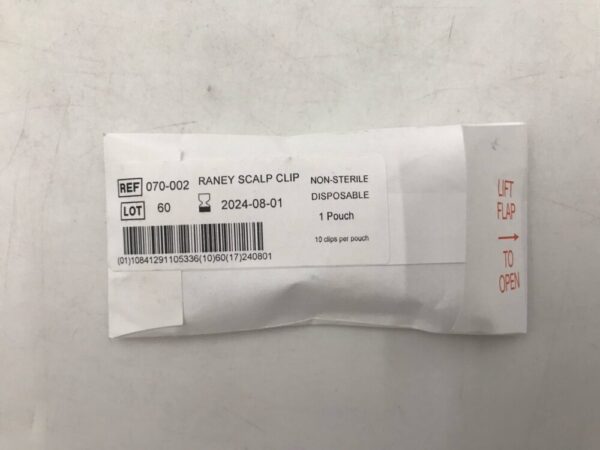 REF 070-002 RANEY SCALP CLIP
LOT 60 2024-08-01
(01)10841291105336(10)60(17)240801
NON-STERILE
DISPOSABLE
1 Pouch
10 clips per pouch
LIFT
FLAP
→
TO
OPEN